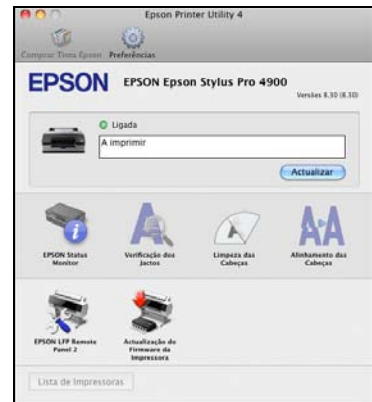 Epson Printer Utility 4
Comprar Tinta Epson Preferências
EPSON EPSON Epson Stylus Pro 4900
Versões 8.30 (8.30)
Ligada
A imprimir
Actualizar
EPSON Status
Monitor
Verificação dos
Jactos
Limpeza das
Cabeças
Alinhamento das
Cabeças
EPSON LFP Remote
Panel 2
Actualização do
Firmware da
Impressora
Lista de Impressoras